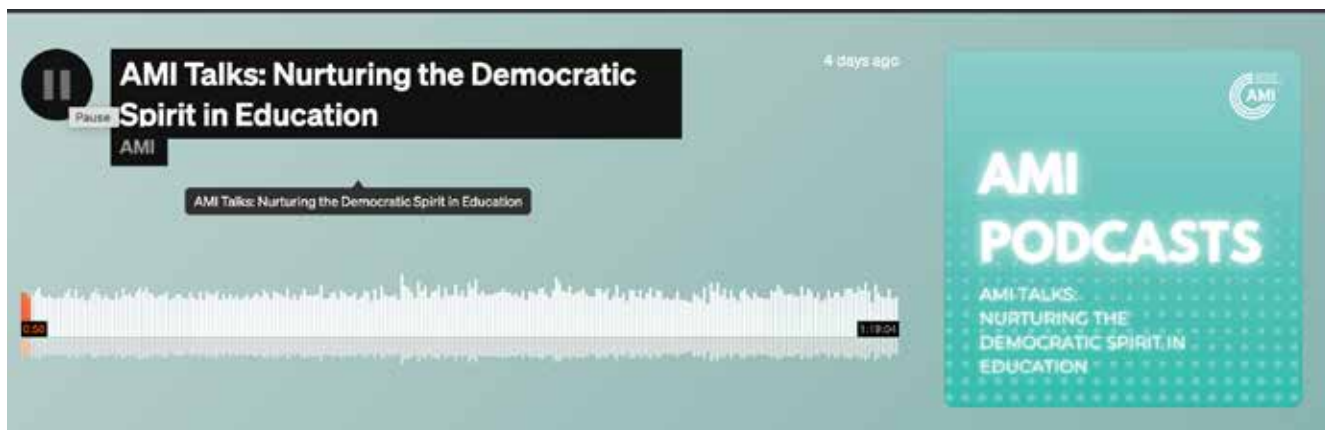 AMI Talks: Nurturing the Democratic
Spirit in Education
AMI
4 days ago
Pause
AMI Talks: Nurturing the Democratic Spirit in Education
0:50
1:19:04
AMI
AMI
PODCASTS
AMI TALKS:
NURTURING THE
DEMOCRATIC SPIRIT IN
EDUCATION